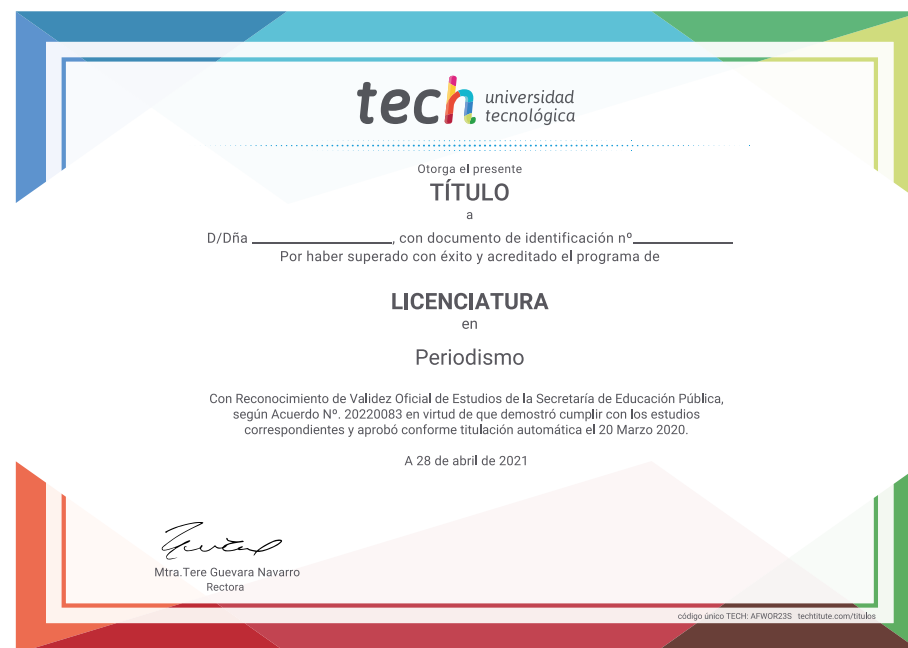 tech universidad
tecnológica
Otorga el presente
TÍTULO
a
D/Dña ________________, con documento de identificación nº____________
Por haber superado con éxito y acreditado el programa de
LICENCIATURA
en
Periodismo
Con Reconocimiento de Validez Oficial de Estudios de la Secretaría de Educación Pública,
según Acuerdo Nº. 20220083 en virtud de que demostró cumplir con los estudios
correspondientes y aprobó conforme titulación automática el 20 Marzo 2020.
A 28 de abril de 2021
Mtra.Tere Guevara Navarro
Rectora
código único TECH: AFWOR23S techtitute.com/titulos